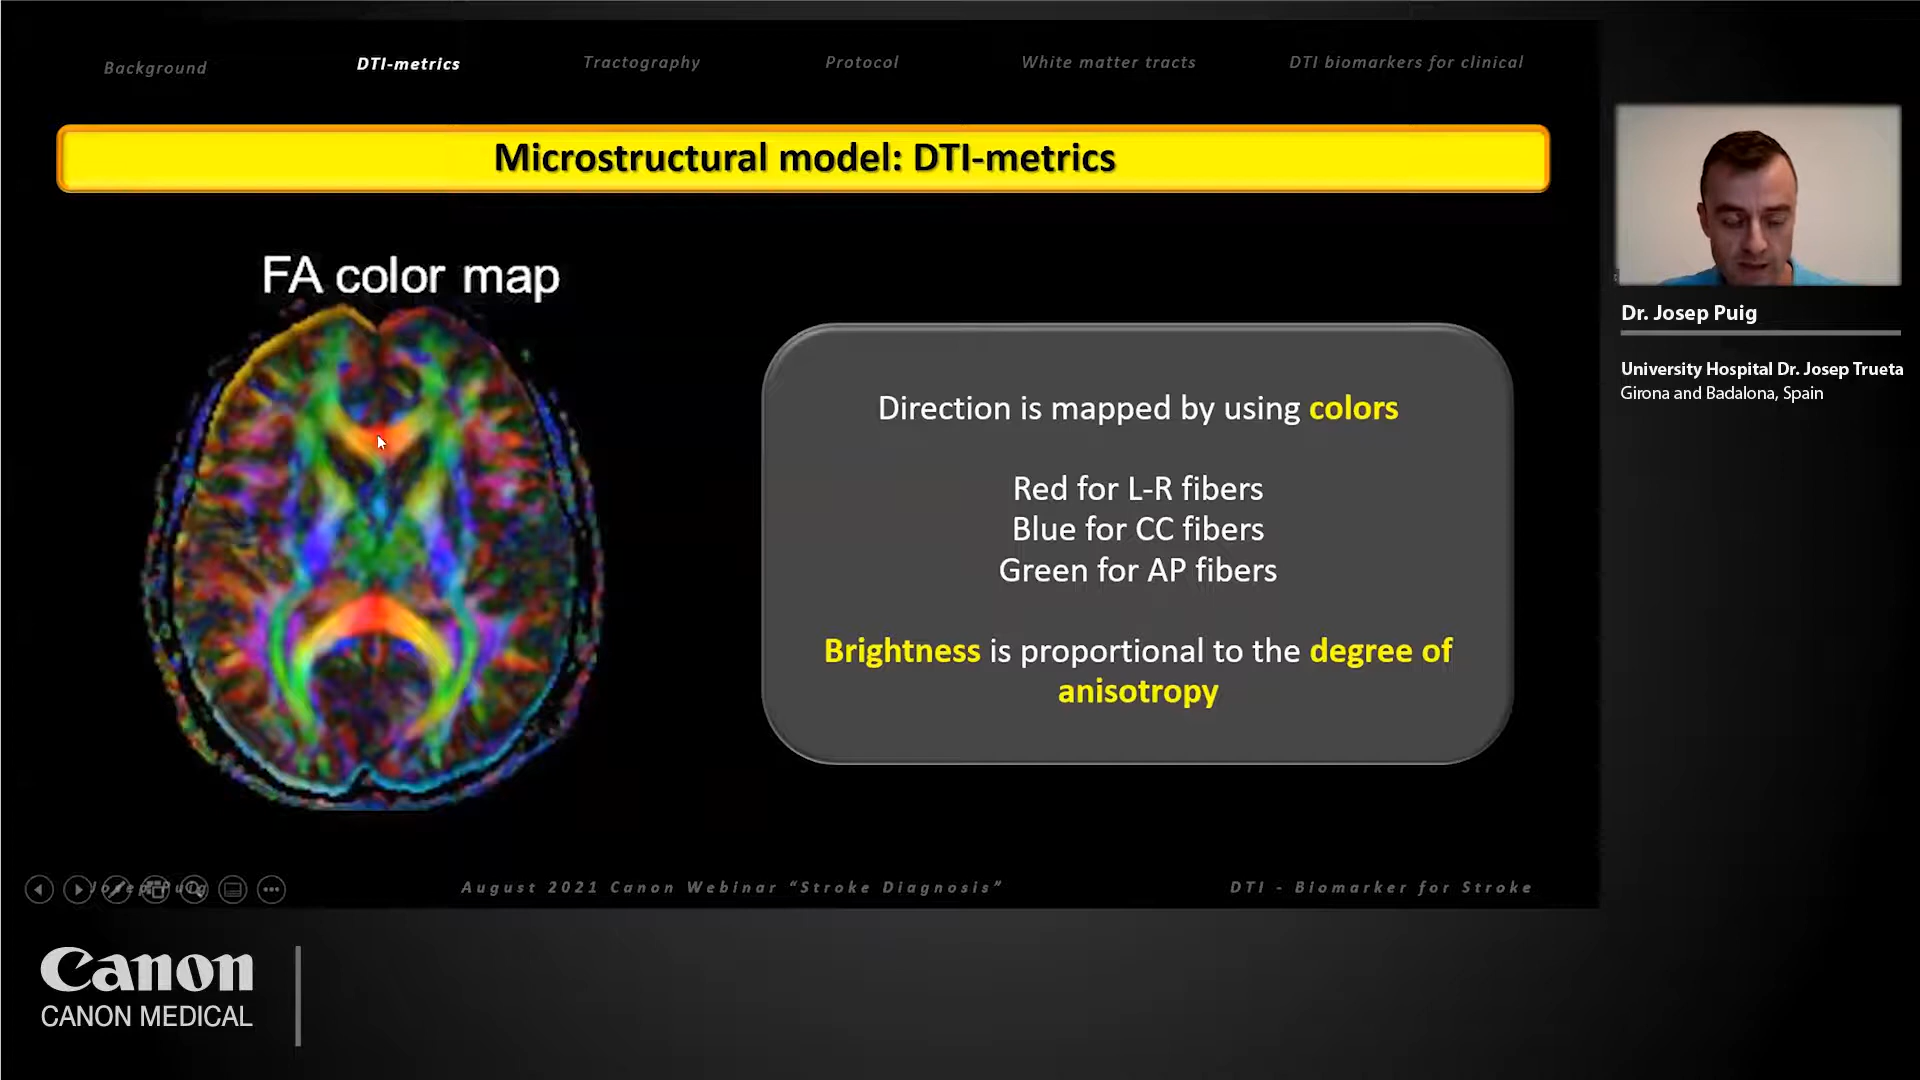 Background
DTI-metrics
Tractography
Protocol
White matter tracts
DTI biomarkers for clinical
Microstructural model: DTI-metrics
FA color map
Direction is mapped by using colors
Red for L-R fibers
Blue for CC fibers
Green for AP fibers
Brightness is proportional to the degree of
anisotropy
Dr. Josep Puig
University Hospital Dr. Josep Trueta
Girona and Badalona, Spain
Josep Puig
August 2021 Canon Webinar “Stroke Diagnosis”
DTI - Biomarker for Stroke
Canon
CANON MEDICAL